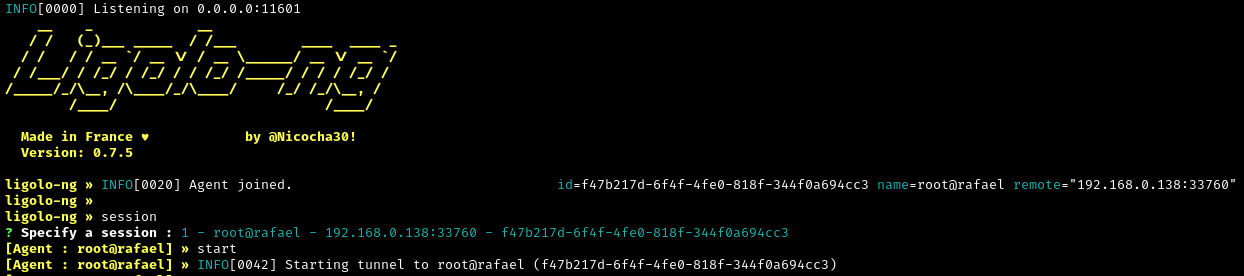 INFO[0000] Listening on 0.0.0.0:11601
Ligolo-ng
Made in France ♥ by @Nicocha30!
Version: 0.7.5
ligolo-ng » INFO[0020] Agent joined. id=f47b217d-6f4f-4fe0-818f-344f0a694cc3 name=root@rafael remote="192.168.0.138:33760"
ligolo-ng »
ligolo-ng » session
? Specify a session : 1 - root@rafael - 192.168.0.138:33760 - f47b217d-6f4f-4fe0-818f-344f0a694cc3
[Agent : root@rafael] » start
[Agent : root@rafael] » INFO[0042] Starting tunnel to root@rafael (f47b217d-6f4f-4fe0-818f-344f0a694cc3)